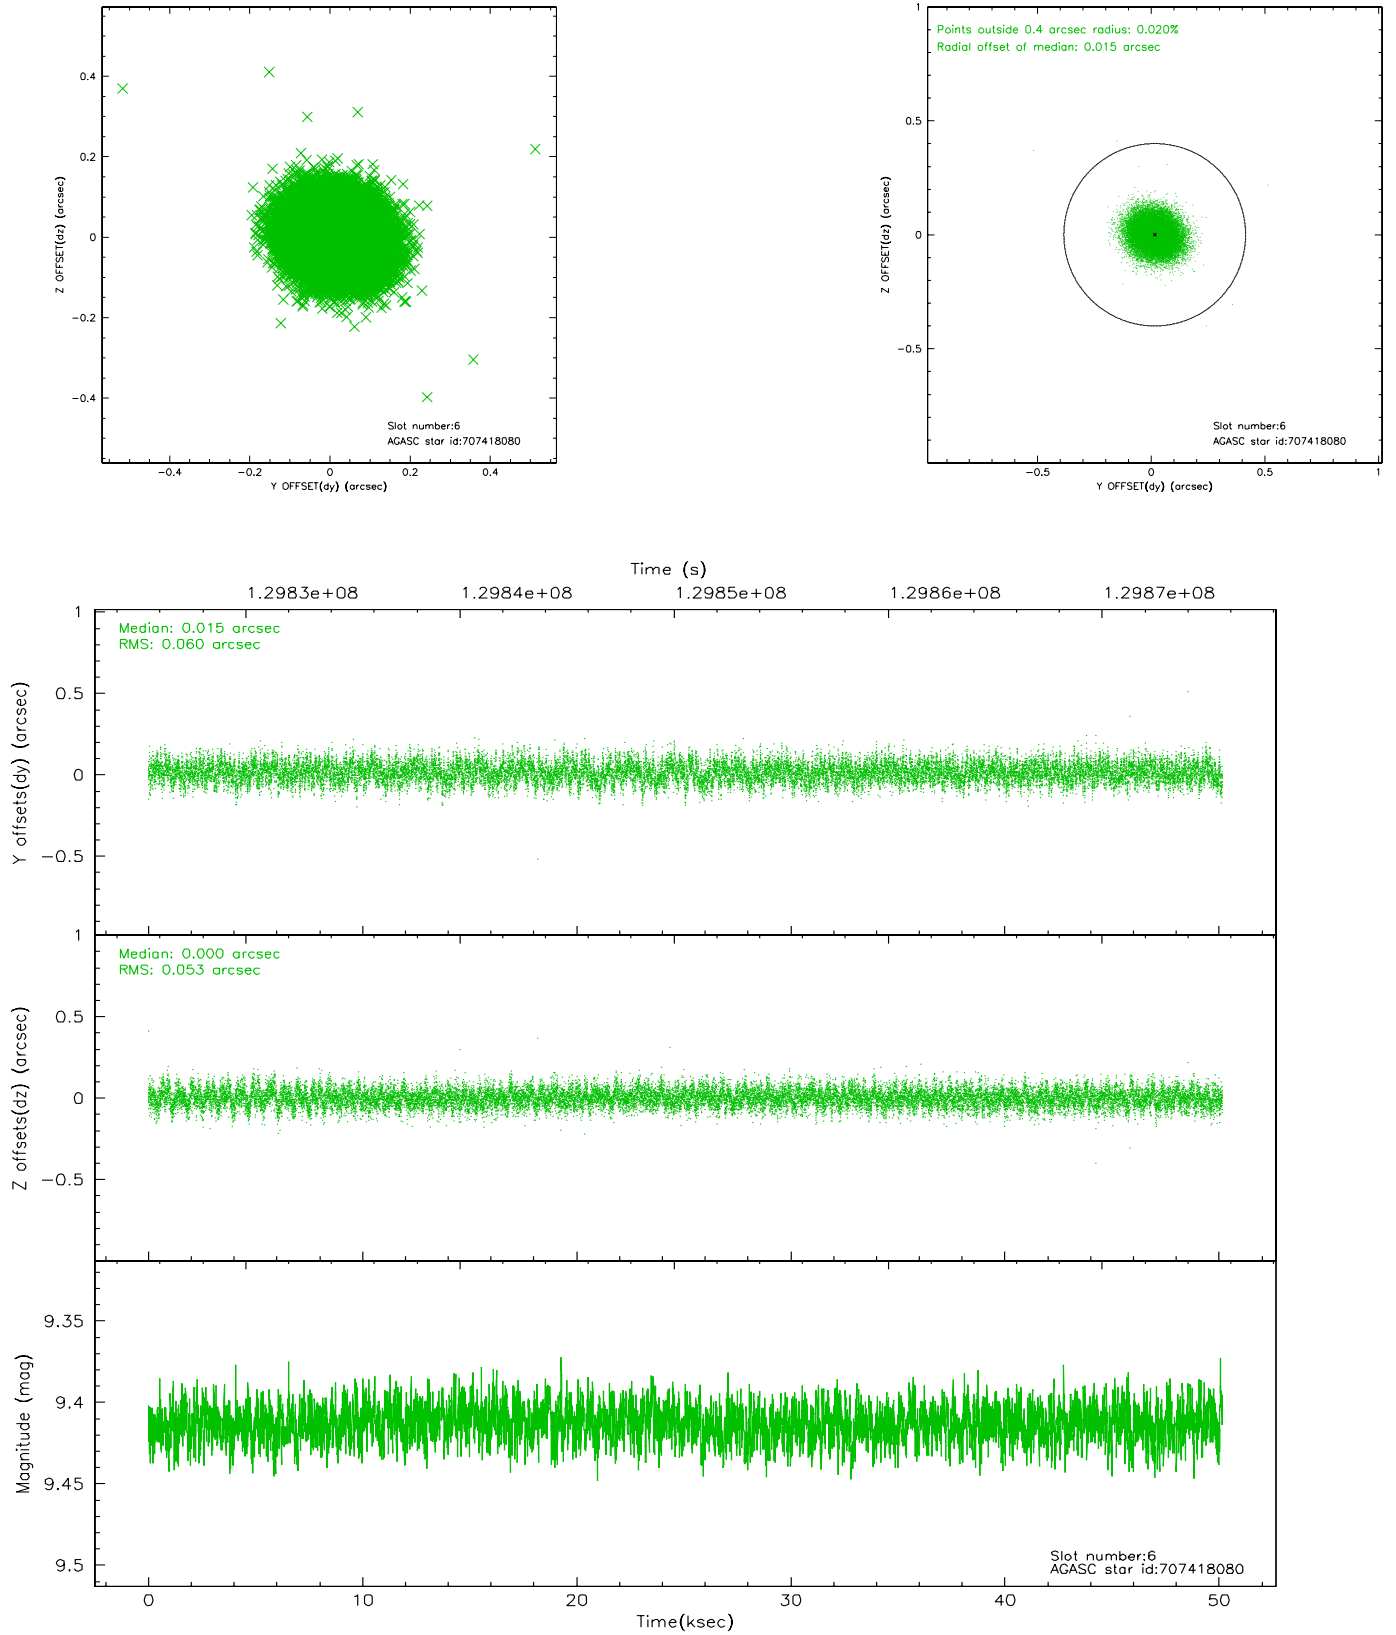 0.4
0.2
0
−0.2
−0.4
−0.4
−0.2
0
0.2
0.4
Z OFFSET(dz) (arcsec)
Y OFFSET(dy) (arcsec)
Slot number:6
AGASC star id:707418080
Points outside 0.4 arcsec radius: 0.020%
Radial offset of median: 0.015 arcsec
1
0.5
0
−0.5
−0.5
0
0.5
1
Z OFFSET(dz) (arcsec)
Y OFFSET(dy) (arcsec)
Slot number:6
AGASC star id:707418080
Time (s)
1.2983e+08
1.2984e+08
1.2985e+08
1.2986e+08
1.2987e+08
Median: 0.015 arcsec
RMS: 0.060 arcsec
1
0.5
0
−0.5
Y offsets(dy) (arcsec)
Median: 0.000 arcsec
RMS: 0.053 arcsec
1
0.5
0
−0.5
Z offsets(dz) (arcsec)
9.35
9.4
9.45
9.5
Magnitude (mag)
Slot number:6
AGASC star id:707418080
0
10
20
30
40
50
Time(ksec)